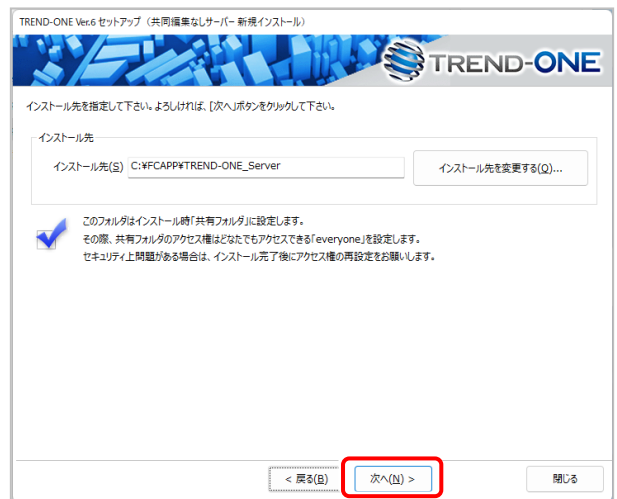 TREND-ONE Ver.6 セットアップ（共同編集なしサーバー 新規インストール）
TREND-ONE
インストール先を指定して下さい。よろしければ、[次へ]ボタンをクリックして下さい。
インストール先
インストール先(S) C:¥FCAPP¥TREND-ONE_Server インストール先を変更する(O)...
このフォルダはインストール時「共有フォルダ」に設定します。
その際、共有フォルダのアクセス権はどなたでもアクセスできる「everyone」を設定します。
セキュリティ上問題がある場合は、インストール完了後にアクセス権の再設定をお願いします。
< 戻る(B) 次へ(N) > 閉じる